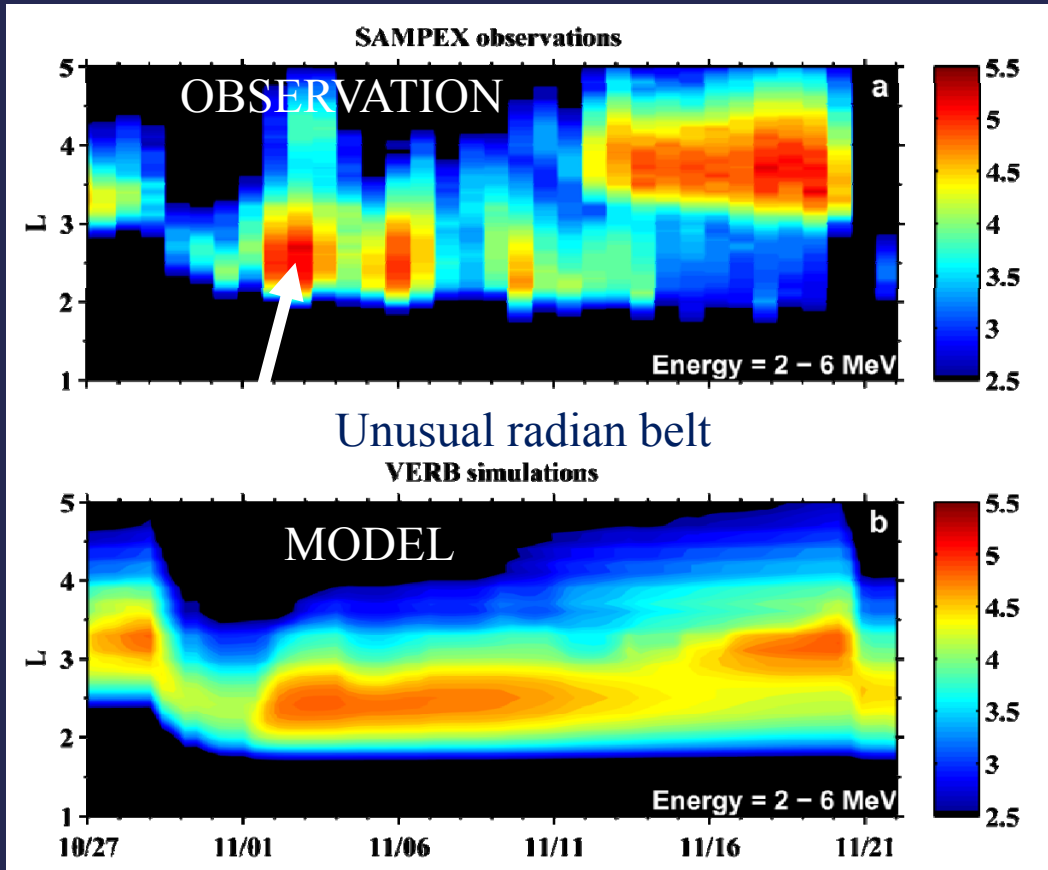 SAMPEX observations
OBSERVATION
a
5
4
3
2
1
L
Energy = 2 − 6 MeV
5.5
5
4.5
4
3.5
3
2.5
Unusual radian belt
VERB simulations
MODEL
b
5
4
3
2
1
L
Energy = 2 − 6 MeV
5.5
5
4.5
4
3.5
3
2.5
10/27 11/01 11/06 11/11 11/16 11/21